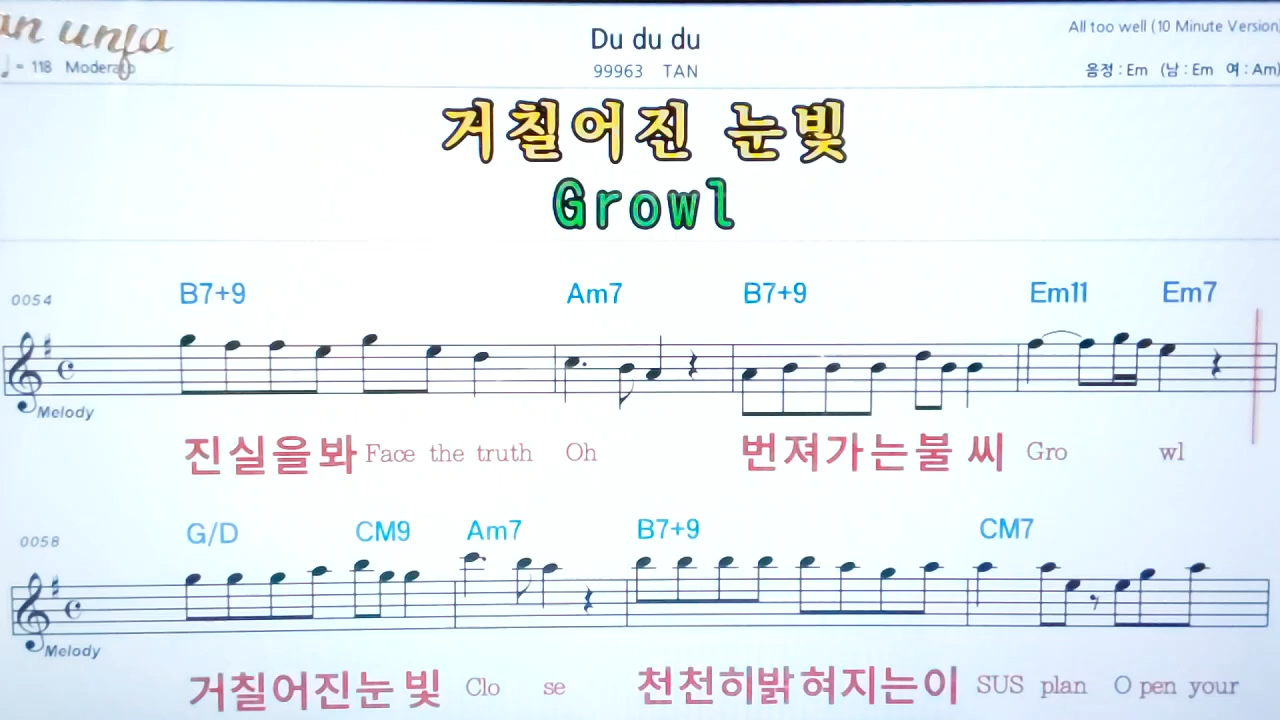 an unfa
Du du du
All too well (10 Minute Version)
♩= 118 Moderato
99963 TAN
음정 : Em (남 : Em 여 : Am)
거칠어진 눈빛
Growl
0054 B7+9 Am7 B7+9 Em11 Em7
Melody
진실을봐 Face the truth Oh 번져가는불 씨 Gro wl
0058 G/D CM9 Am7 B7+9 CM7
Melody
거칠어진눈 빛 Clo se 천천히밝 혀지는이 SUS plan O pen your